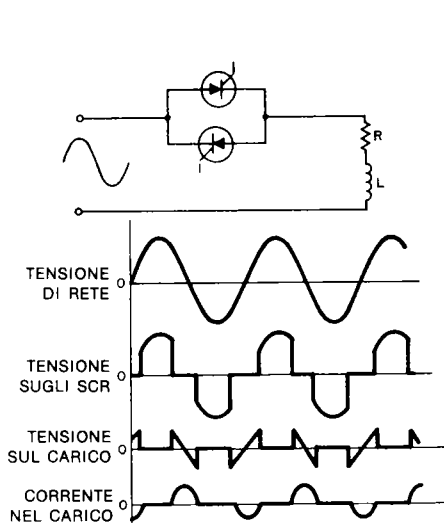 R
L
TENSIONE
DI RETE
0
TENSIONE
SUGLI SCR
0
TENSIONE
SUL CARICO
0
CORRENTE
NEL CARICO
0